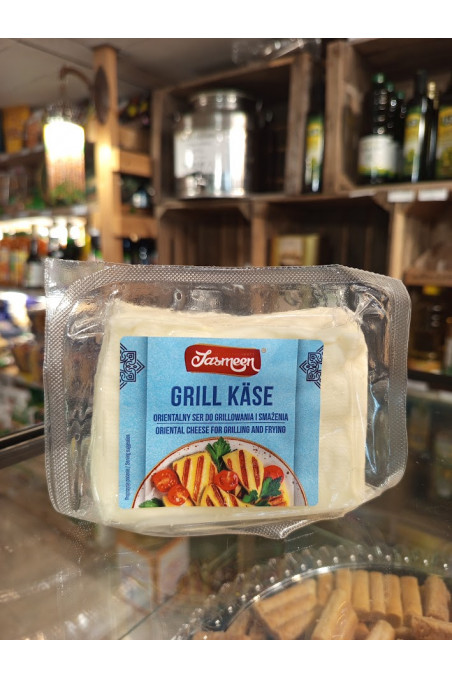 Jasmeen
GRILL KÄSE
ORIENTALNY SER DO GRILLOWANIA I SMAŻENIA
ORIENTAL CHEESE FOR GRILLING AND FRYING